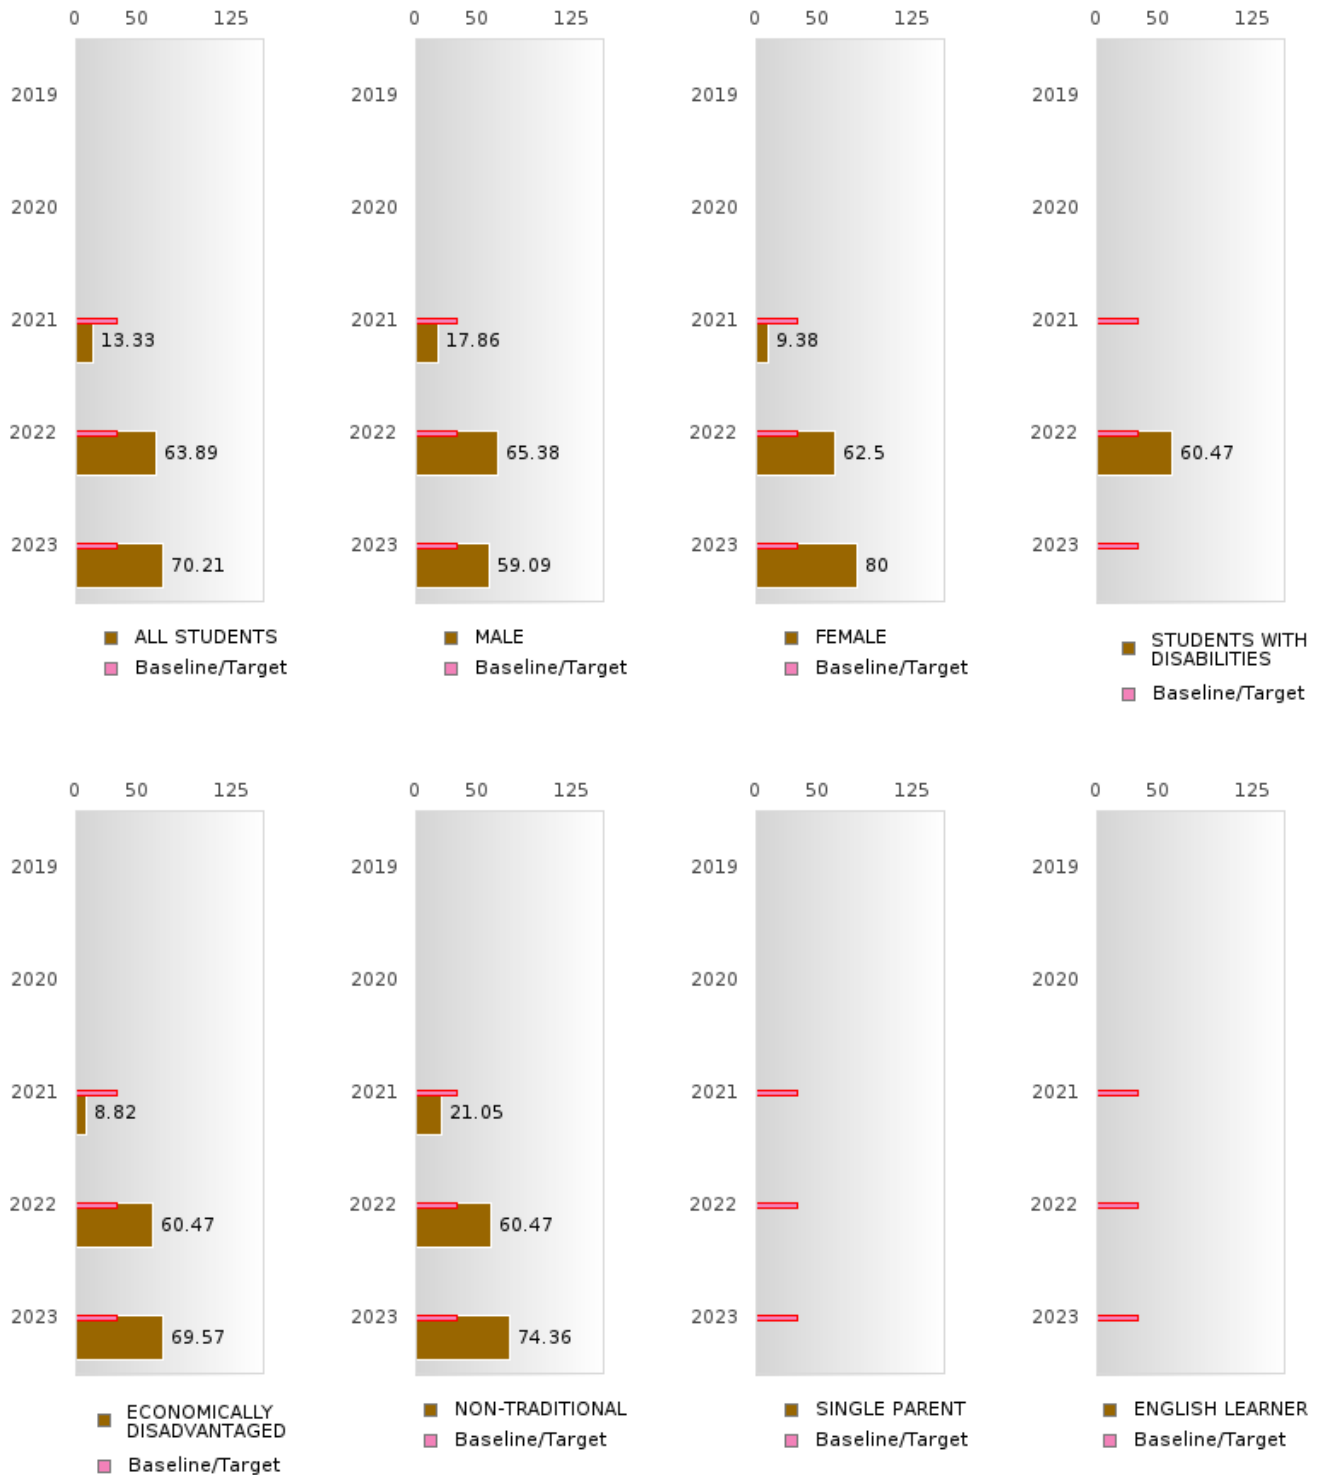 0 50 125
2019
2020
2021
13.33
2022
63.89
2023
70.21
ALL STUDENTS
Baseline/Target
0 50 125
2019
2020
2021
17.86
2022
65.38
2023
59.09
MALE
Baseline/Target
0 50 125
2019
2020
2021
9.38
2022
62.5
2023
80
FEMALE
Baseline/Target
0 50 125
2019
2020
2021
2022
60.47
2023
STUDENTS WITH
DISABILITIES
Baseline/Target
0 50 125
2019
2020
2021
8.82
2022
60.47
2023
69.57
ECONOMICALLY
DISADVANTAGED
Baseline/Target
0 50 125
2019
2020
2021
21.05
2022
60.47
2023
74.36
NON-TRADITIONAL
Baseline/Target
0 50 125
2019
2020
2021
2022
2023
SINGLE PARENT
Baseline/Target
0 50 125
2019
2020
2021
2022
2023
ENGLISH LEARNER
Baseline/Target